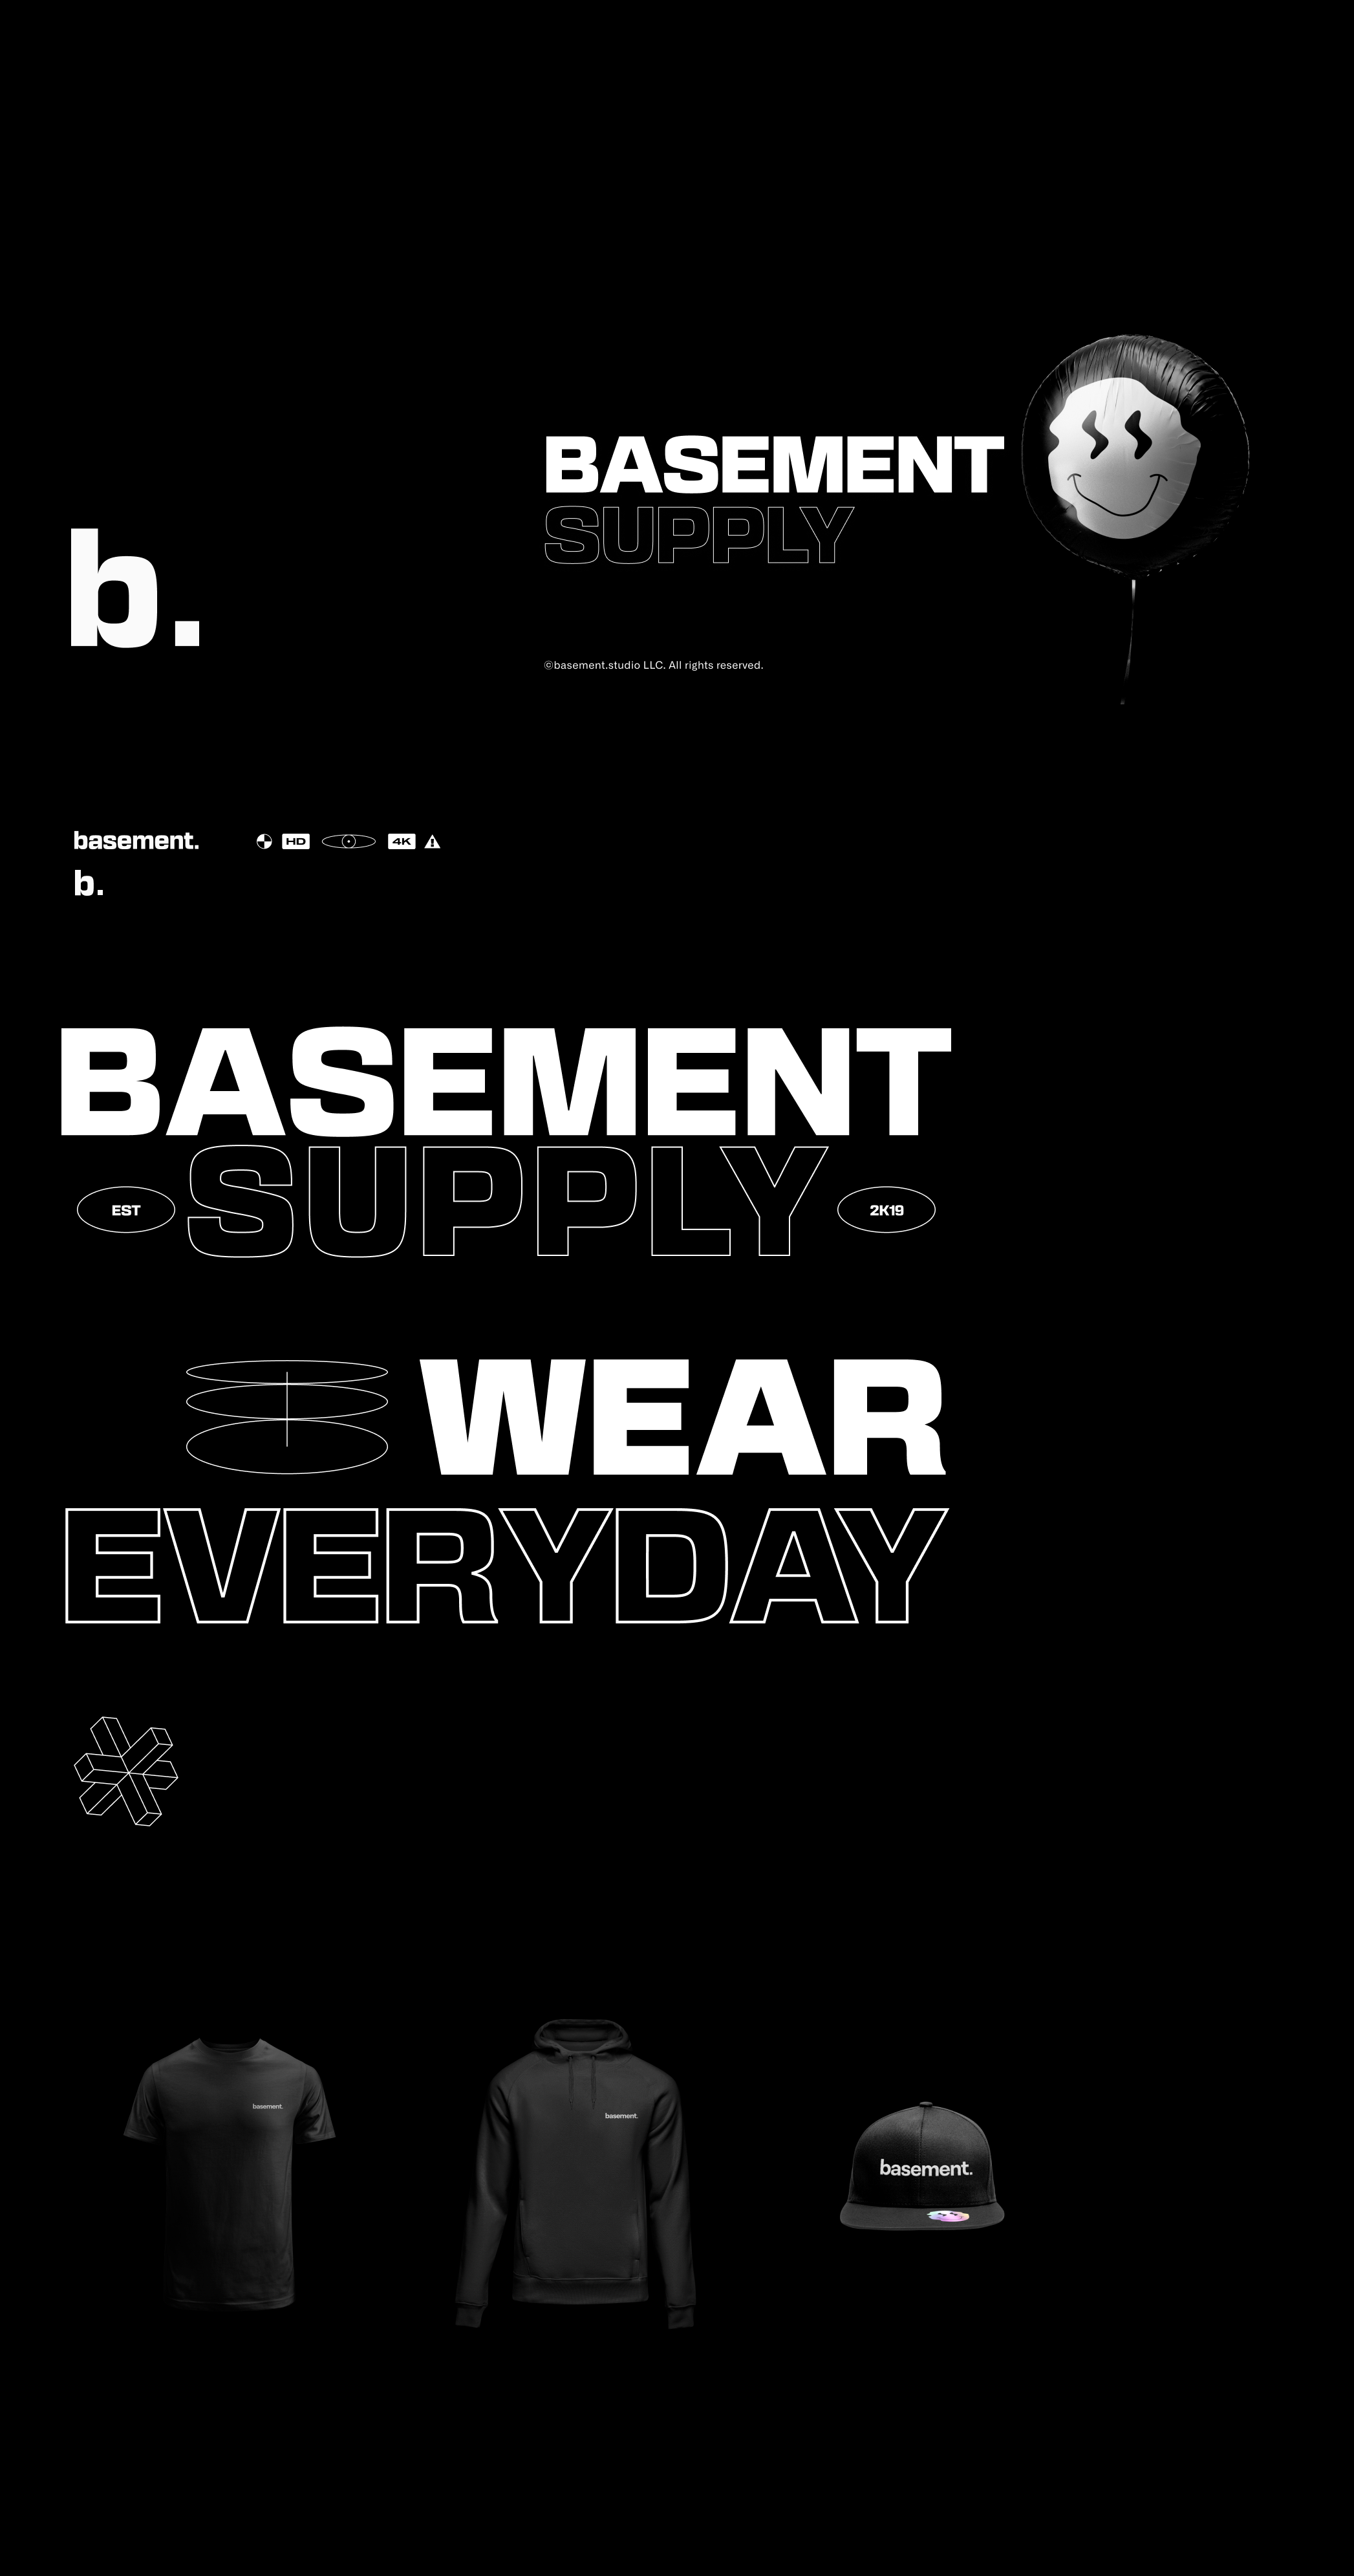 BASEMENT
SUPPLY
b.
©basement.studio LLC. All rights reserved.
basement. HD 4K
b.
BASEMENT
EST SUPPLY 2K19
WEAR
EVERYDAY
basement.
basement.
basement.